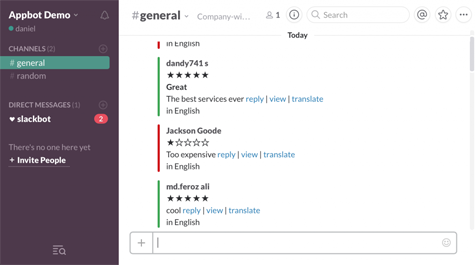 Appbot Demo
daniel
CHANNELS (2)
# general
# random
DIRECT MESSAGES (1)
slackbot
2
There's no one here yet
+ Invite People
#general
Company-wi...
1
Search
Today
in English
dandy741 s
★★★★★
Great
The best services ever reply | view | translate
in English
Jackson Goode
★☆☆☆☆
Too expensive reply | view | translate
in English
md.feroz ali
★★★★★
cool reply | view | translate
in English